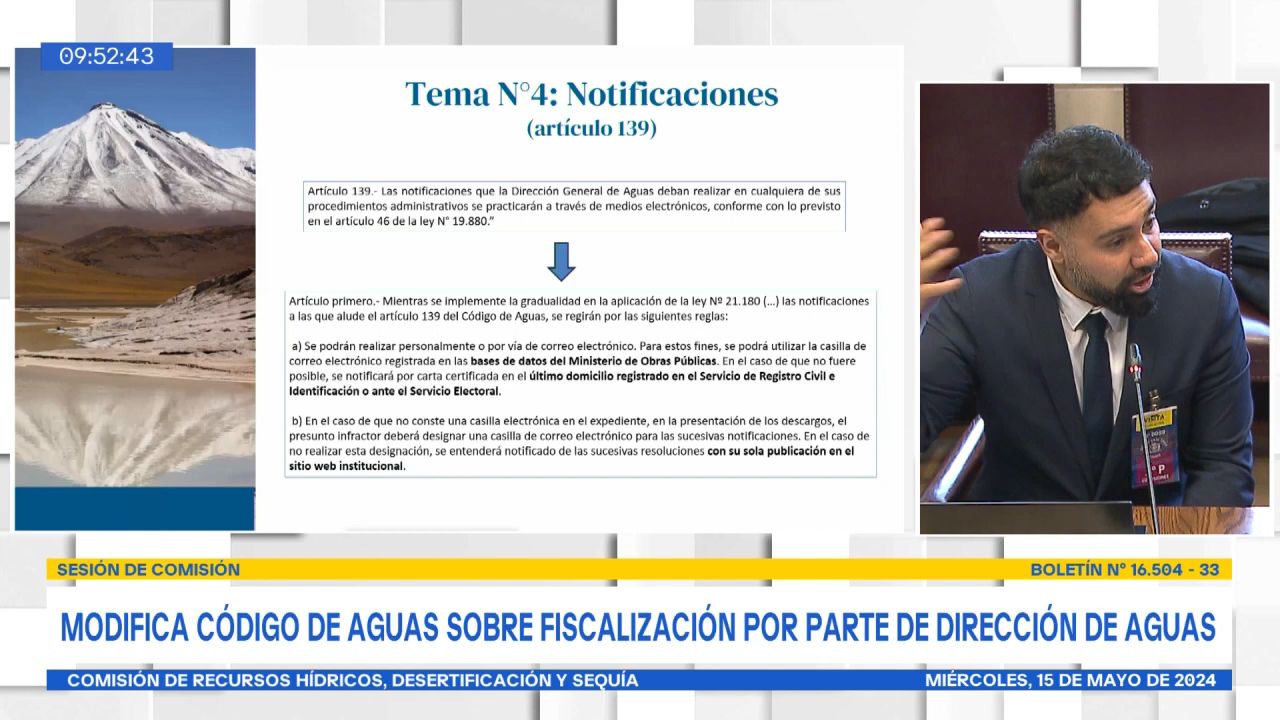 09:52:43
Tema N°4: Notificaciones
(artículo 139)
Artículo 139.- Las notificaciones que la Dirección General de Aguas deban realizar en cualquiera de sus
procedimientos administrativos se practicarán a través de medios electrónicos, conforme con lo previsto
en el artículo 46 de la ley N° 19.880.”
Artículo primero.- Mientras se implemente la gradualidad en la aplicación de la ley Nº 21.180 (...) las notificaciones
a las que alude el artículo 139 del Código de Aguas, se regirán por las siguientes reglas:
a) Se podrán realizar personalmente o por vía de correo electrónico. Para estos fines, se podrá utilizar la casilla de
correo electrónico registrada en las bases de datos del Ministerio de Obras Públicas. En el caso de que no fuere
posible, se notificará por carta certificada en el último domicilio registrado en el Servicio de Registro Civil e
Identificación o ante el Servicio Electoral.
b) En el caso de que no conste una casilla electrónica en el expediente, en la presentación de los descargos, el
presunto infractor deberá designar una casilla de correo electrónico para las sucesivas notificaciones. En el caso de
no realizar esta designación, se entenderá notificado de las sucesivas resoluciones con su sola publicación en el
sitio web institucional.
VISITA
P
SESIÓN DE COMISIÓN
BOLETÍN N° 16.504 - 33
MODIFICA CÓDIGO DE AGUAS SOBRE FISCALIZACIÓN POR PARTE DE DIRECCIÓN DE AGUAS
COMISIÓN DE RECURSOS HÍDRICOS, DESERTIFICACIÓN Y SEQUÍA
MIÉRCOLES, 15 DE MAYO DE 2024